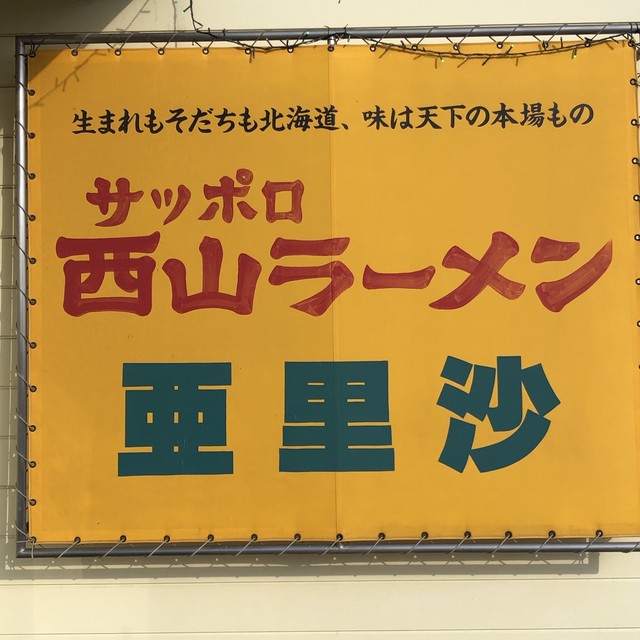 生まれもそだちも北海道、味は天下の本場もの
サッポロ
西山ラーメン
亜里沙